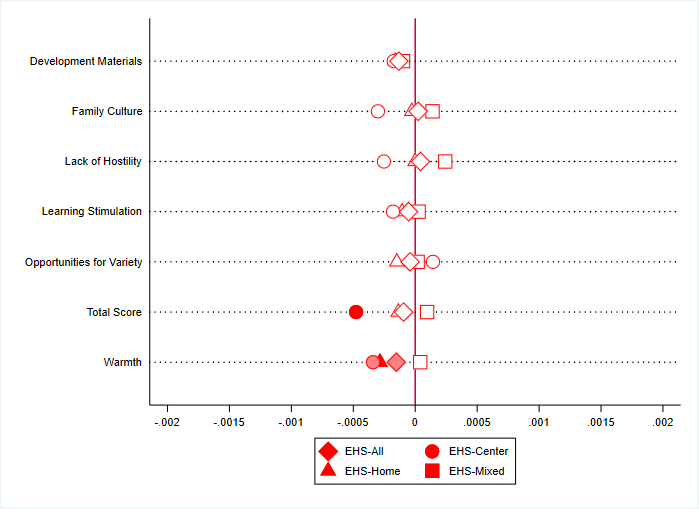 Development Materials
Family Culture
Lack of Hostility
Learning Stimulation
Opportunities for Variety
Total Score
Warmth
-.002 -.0015 -.001 -.0005 0 .0005 .001 .0015 .002
EHS-All EHS-Center
EHS-Home EHS-Mixed